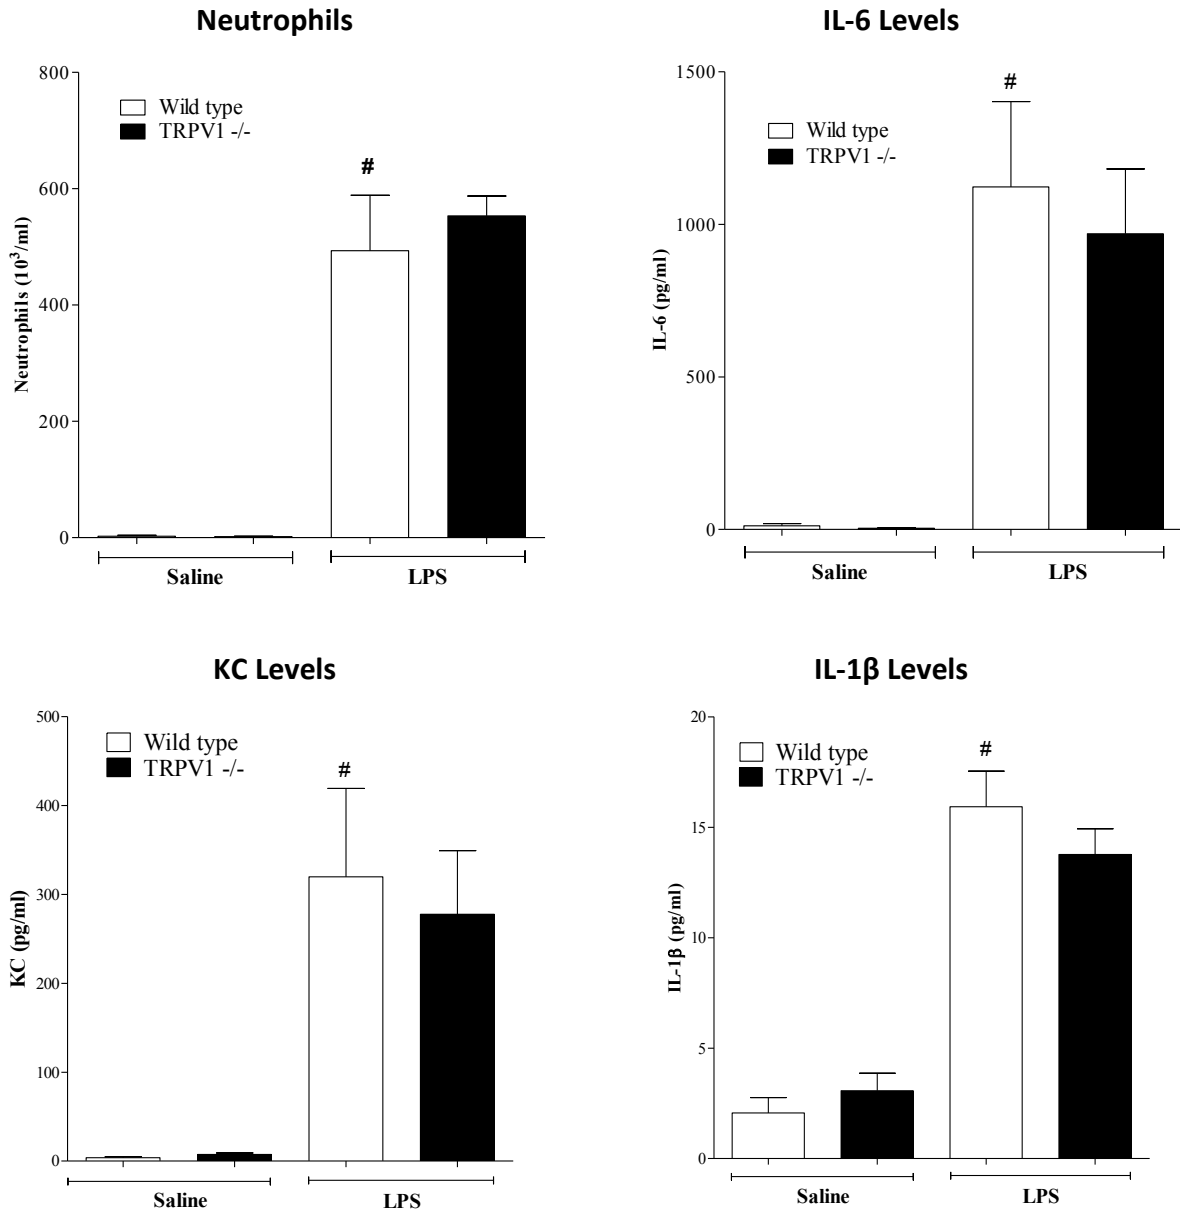 Neutrophils
800
600
400
200
0
Neutrophils (10³/ml)
Wild type
TRPV1 -/-
#
Saline
LPS
IL-6 Levels
1500
1000
500
0
IL-6 (pg/ml)
Wild type
TRPV1 -/-
#
Saline
LPS
KC Levels
500
400
300
200
100
0
KC (pg/ml)
Wild type
TRPV1 -/-
#
Saline
LPS
IL-1β Levels
20
15
10
5
0
IL-1β (pg/ml)
Wild type
TRPV1 -/-
#
Saline
LPS